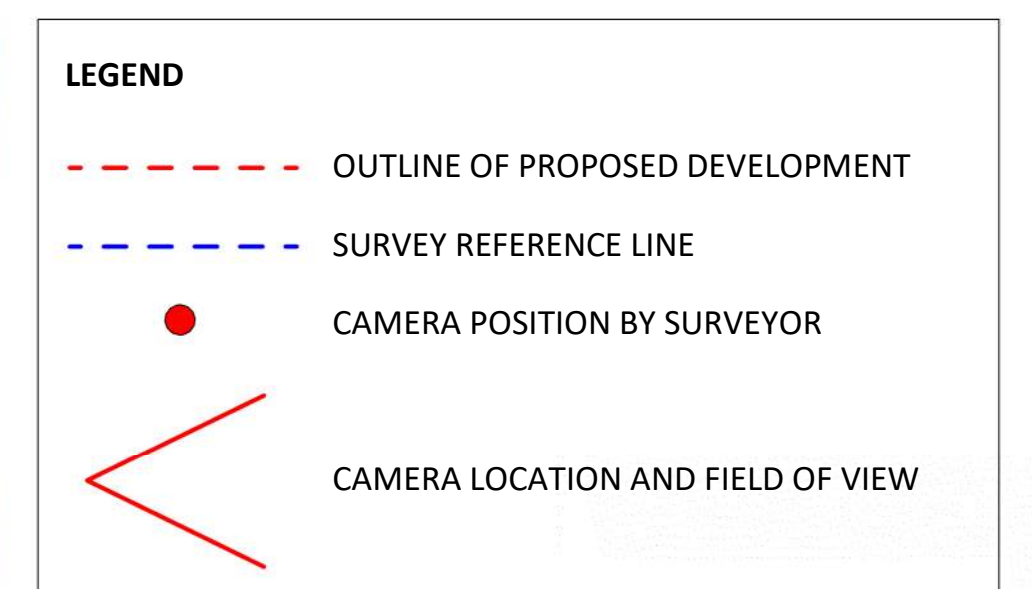 LEGEND
OUTLINE OF PROPOSED DEVELOPMENT
SURVEY REFERENCE LINE
CAMERA POSITION BY SURVEYOR
CAMERA LOCATION AND FIELD OF VIEW